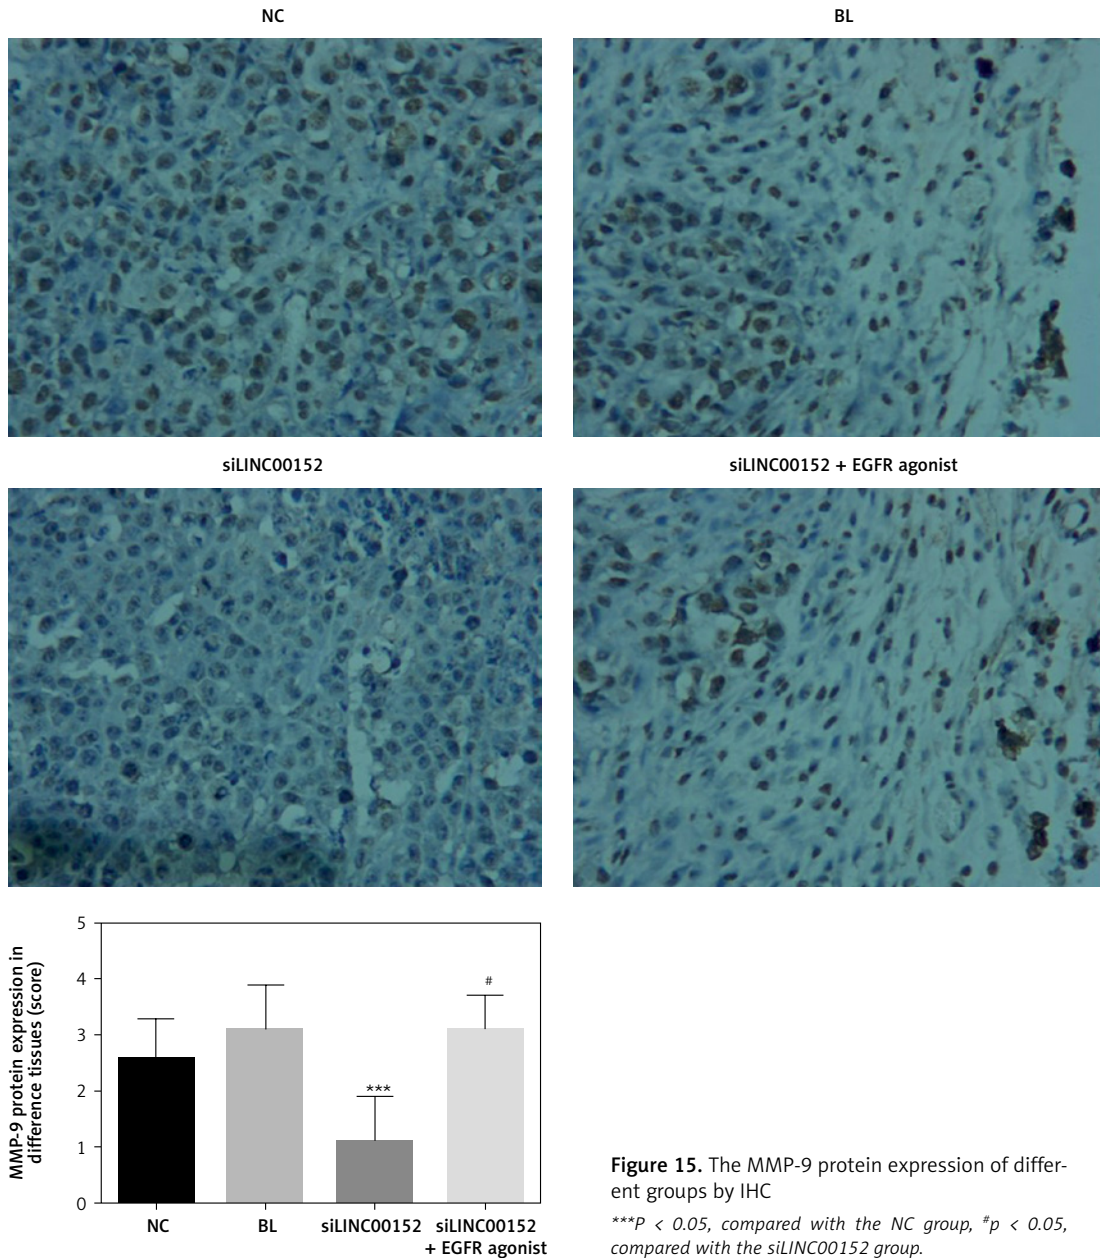 NC
BL
siLINC00152
siLINC00152 + EGFR agonist
MMP-9 protein expression in
difference tissues (score)
5
4
3
2
1
0
***
#
NC
BL
siLINC00152
siLINC00152
+ EGFR agonist
Figure 15. The MMP-9 protein expression of differ-
ent groups by IHC
***P < 0.05, compared with the NC group, #p < 0.05,
compared with the siLINC00152 group.